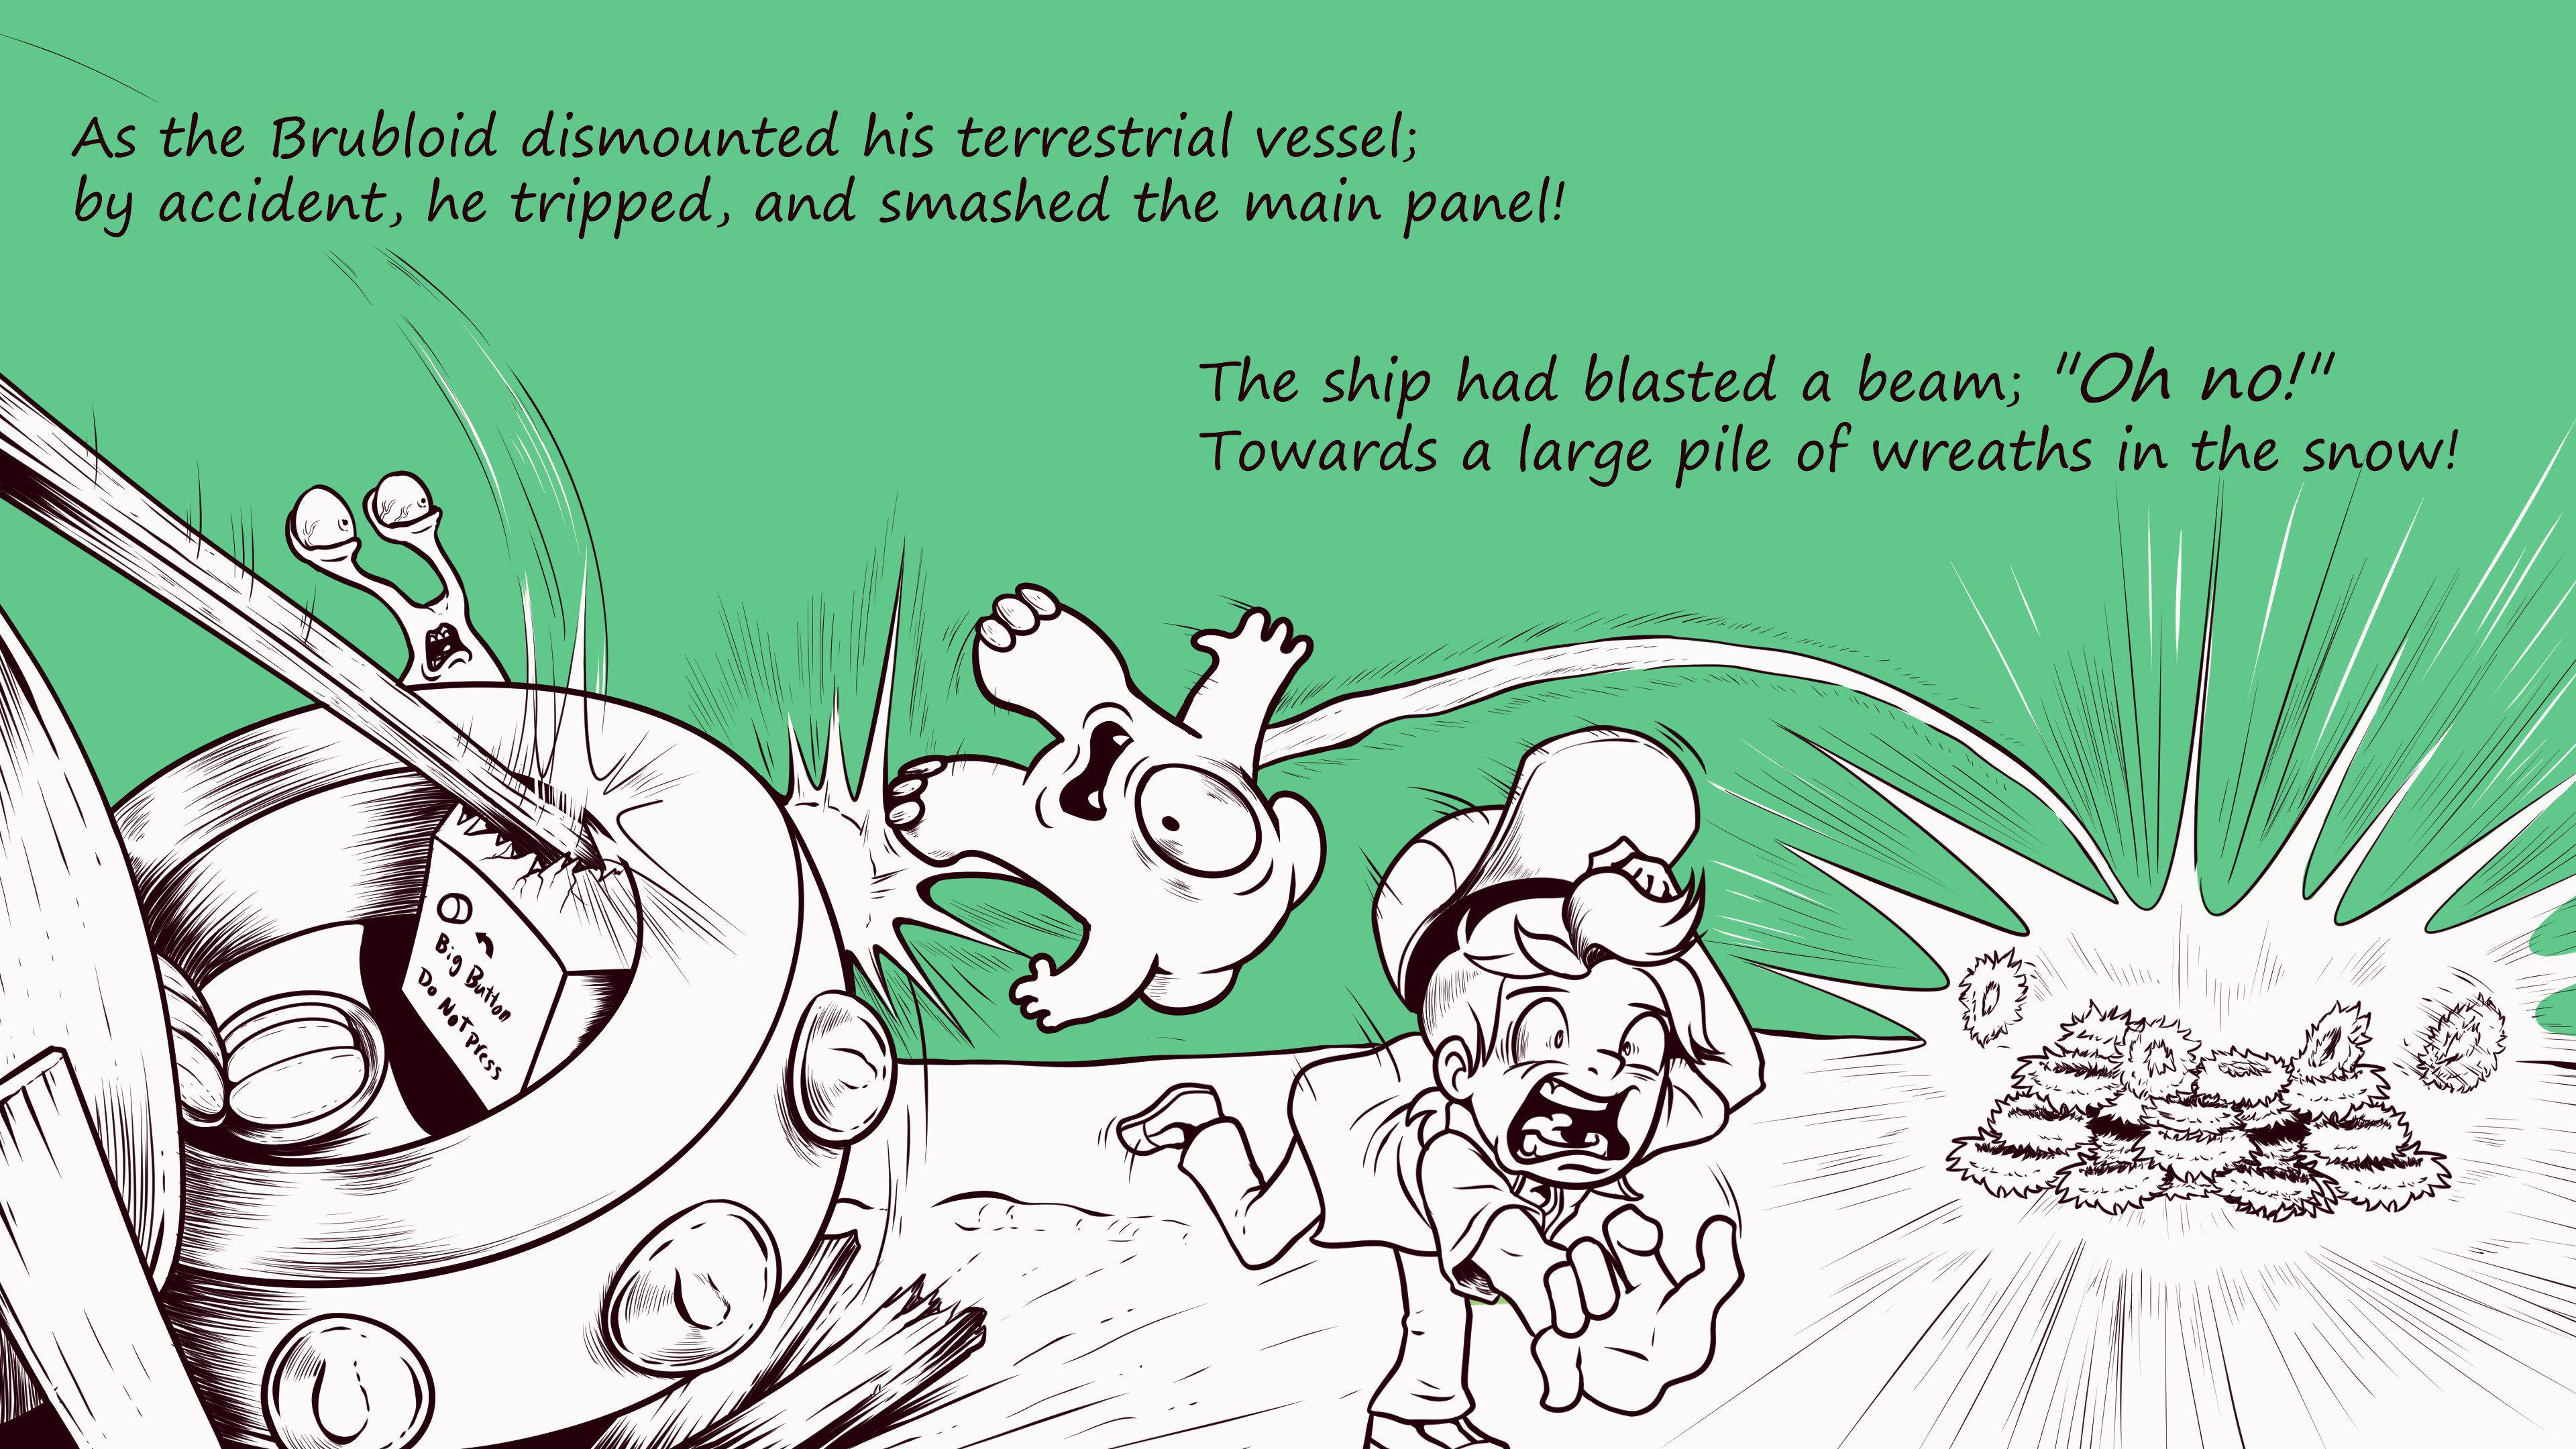 As the Brubloid dismounted his terrestrial vessel;
by accident, he tripped, and smashed the main panel!
The ship had blasted a beam; "Oh no!"
Towards a large pile of wreaths in the snow!
Big Button
Do Not press